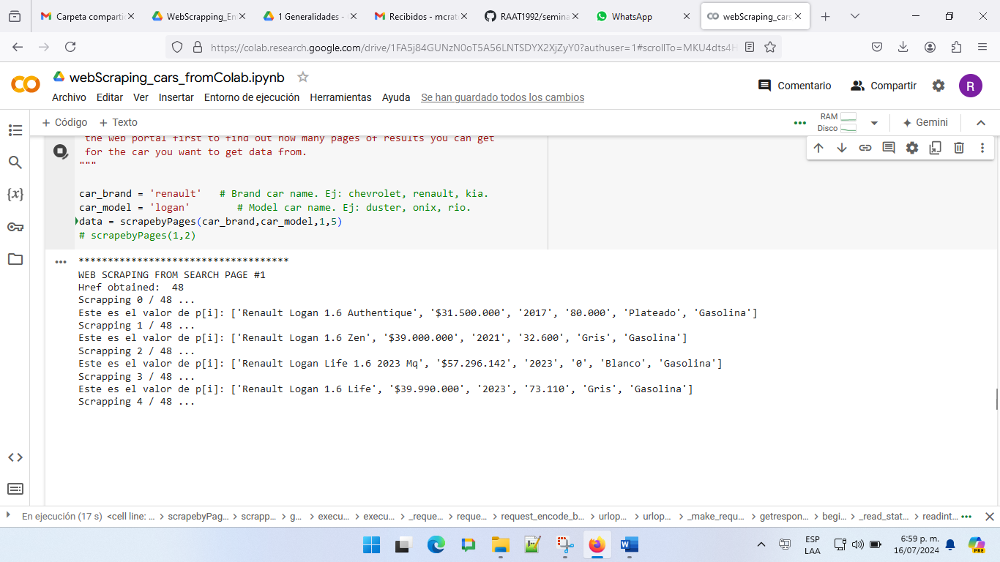 Carpeta comparti
WebScrapping_En
1 Generalidades -
Recibidos - mcrat
RAAT1992/semina
WhatsApp
webScraping_cars
https://colab.research.google.com/drive/1FA5j84GUNzN0oT5A56LNTSDYX2XjZyY0?authuser=1#scrollTo=MKU4dts4H
webScraping_cars_fromColab.ipynb
Archivo Editar Ver Insertar Entorno de ejecución Herramientas Ayuda Se han guardado todos los cambios
Comentario Compartir R
+ Código + Texto
RAM
Disco
Gemini
the web portal first to find out how many pages of results you can get
for the car you want to get data from.
"""
car_brand = 'renault' # Brand car name. Ej: chevrolet, renault, kia.
car_model = 'logan' # Model car name. Ej: duster, onix, rio.
data = scrapebyPages(car_brand,car_model,1,5)
# scrapebyPages(1,2)
************************************
WEB SCRAPING FROM SEARCH PAGE #1
Href obtained: 48
Scrapping 0 / 48 ...
Este es el valor de p[i]: ['Renault Logan 1.6 Authentique', '$31.500.000', '2017', '80.000', 'Plateado', 'Gasolina']
Scrapping 1 / 48 ...
Este es el valor de p[i]: ['Renault Logan 1.6 Zen', '$39.000.000', '2021', '32.600', 'Gris', 'Gasolina']
Scrapping 2 / 48 ...
Este es el valor de p[i]: ['Renault Logan Life 1.6 2023 Mq', '$57.296.142', '2023', '0', 'Blanco', 'Gasolina']
Scrapping 3 / 48 ...
Este es el valor de p[i]: ['Renault Logan 1.6 Life', '$39.990.000', '2023', '73.110', 'Gris', 'Gasolina']
Scrapping 4 / 48 ...
En ejecución (17 s) <cell line: ... > scrapebyPag... > scrapp... > g... > execu... > execu... > _reque... > reque... > request_encode_b... > urlop... > urlop... > _make_requ... > getrespon... > begi... > _read_stat... > readint...
ESP
LAA
6:59 p. m.
16/07/2024
PRE